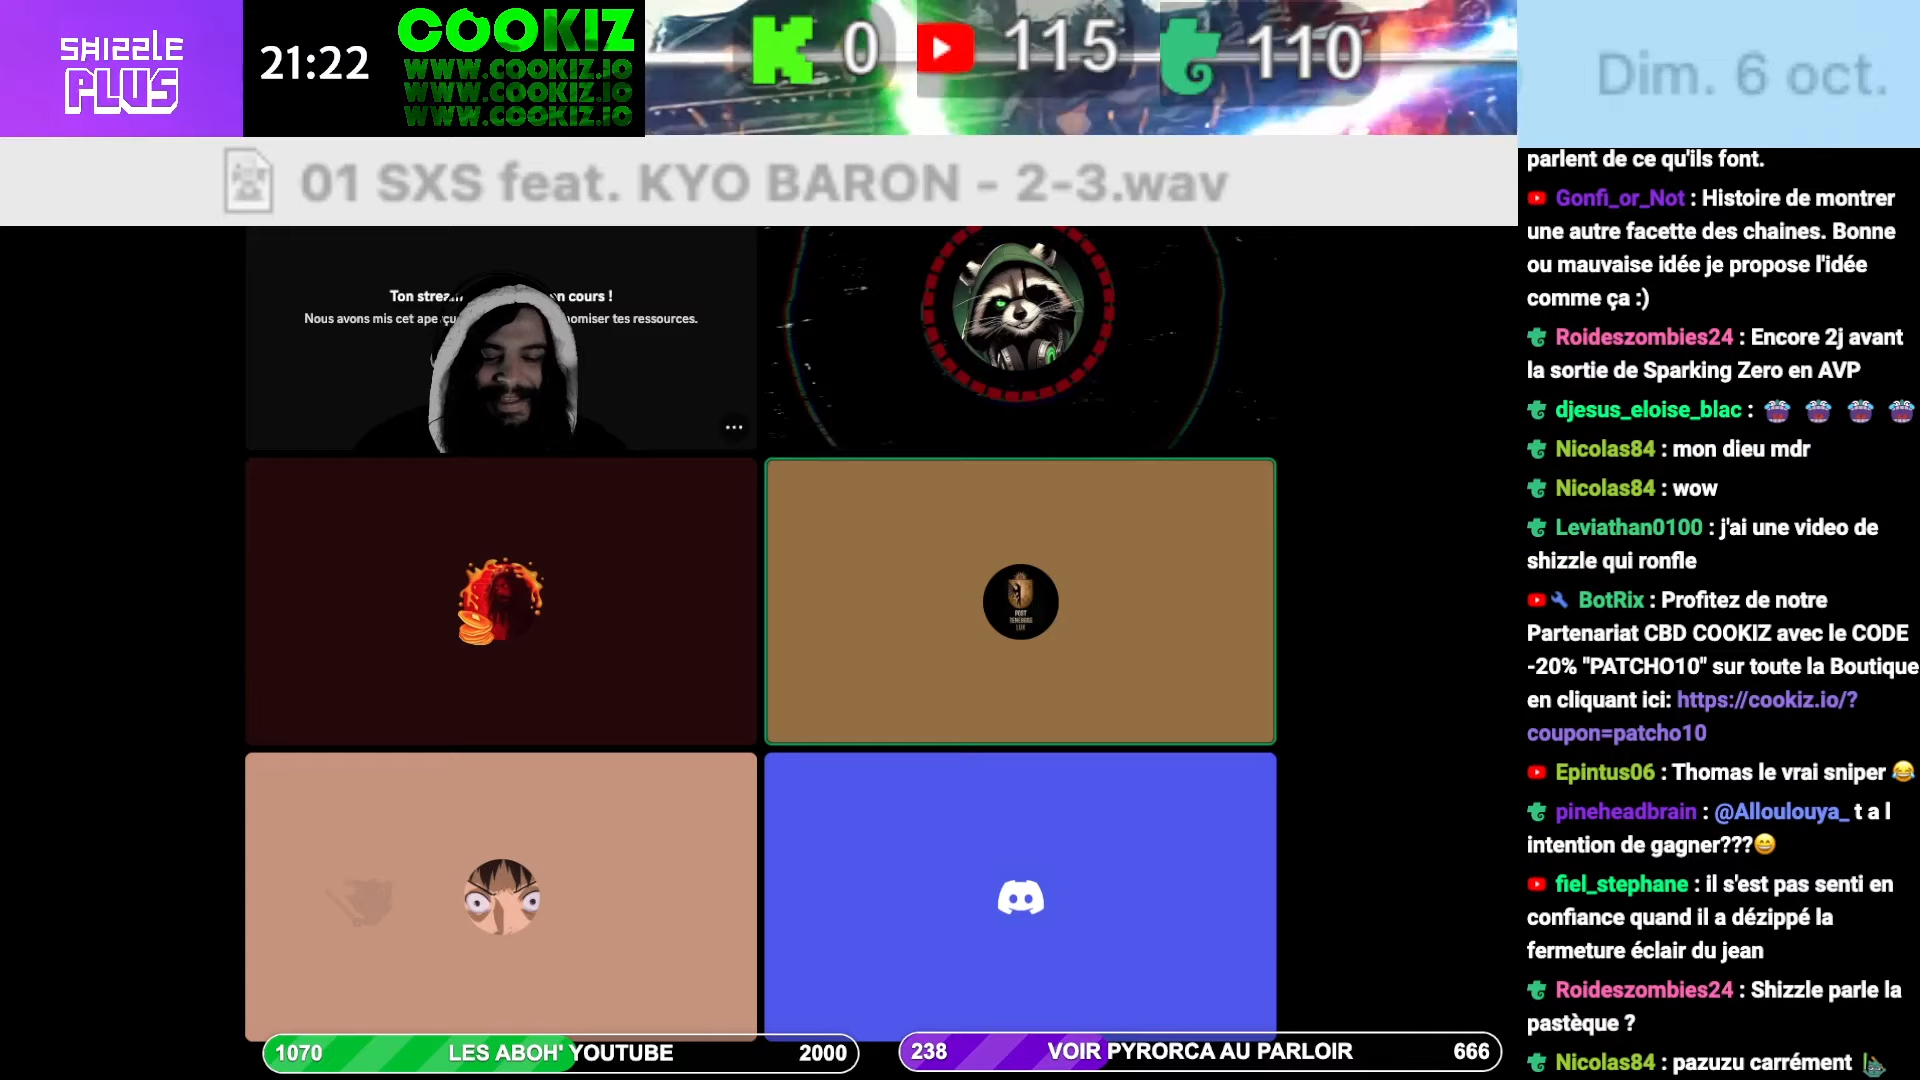 SHIZZLE
PLUS
21:22
COOKIZ
WWW.COOKIZ.IO
WWW.COOKIZ.IO
WWW.COOKIZ.IO
0
115
110
Dim. 6 oct.
01 SXS feat. KYO BARON - 2-3.wav
Ton strea n cours !
Nous avons mis cet ape çu omiser tes ressources.
POST
TENEBRAS
LUX
parlent de ce qu'ils font.
Gonfi_or_Not : Histoire de montrer
une autre facette des chaines. Bonne
ou mauvaise idée je propose l'idée
comme ça :)
Roideszombies24 : Encore 2j avant
la sortie de Sparking Zero en AVP
djesus_eloise_blac :
Nicolas84 : mon dieu mdr
Nicolas84 : wow
Leviathan0100 : j'ai une video de
shizzle qui ronfle
BotRix : Profitez de notre
Partenariat CBD COOKIZ avec le CODE
-20% "PATCHO10" sur toute la Boutique
en cliquant ici: https://cookiz.io/?
coupon=patcho10
Epintus06 : Thomas le vrai sniper 😂
pineheadbrain : @Alloulouya_ t a l
intention de gagner???😁
fiel_stephane : il s'est pas senti en
confiance quand il a dézippé la
fermeture éclair du jean
Roideszombies24 : Shizzle parle la
pastèque ?
Nicolas84 : pazuzu carrément
1070 LES ABOH' YOUTUBE 2000
238 VOIR PYRORCA AU PARLOIR 666